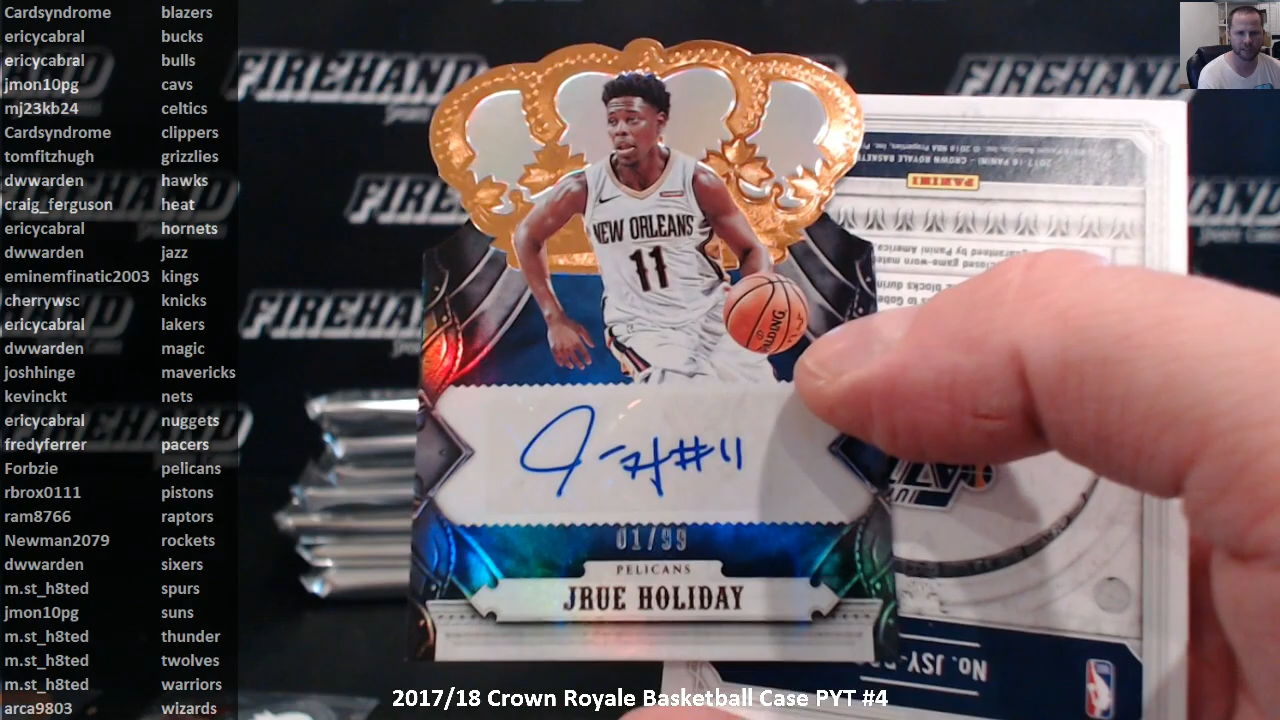 Cardsyndrome blazers
ericycabral bucks
ericycabral bulls
jmon10pg cavs
mj23kb24 celtics
Cardsyndrome clippers
tomfitzhugh grizzlies
dwwarden hawks
craig_ferguson heat
ericycabral hornets
dwwarden jazz
eminemfinatic2003 kings
cherrywsc knicks
ericycabral lakers
dwwarden magic
joshhinge mavericks
kevinckt nets
ericycabral nuggets
fredyferrer pacers
Forbzie pelicans
rbrox0111 pistons
ram8766 raptors
Newman2079 rockets
dwwarden sixers
m.st_h8ted spurs
jmon10pg suns
m.st_h8ted thunder
m.st_h8ted twolves
m.st_h8ted warriors
arca9803 wizards
FIREHAND
NEW ORLEANS
11
SPALDING
#11
01/99
PELICANS
JRUE HOLIDAY
PANINI
No. JSY-
2017/18 Crown Royale Basketball Case PYT #4